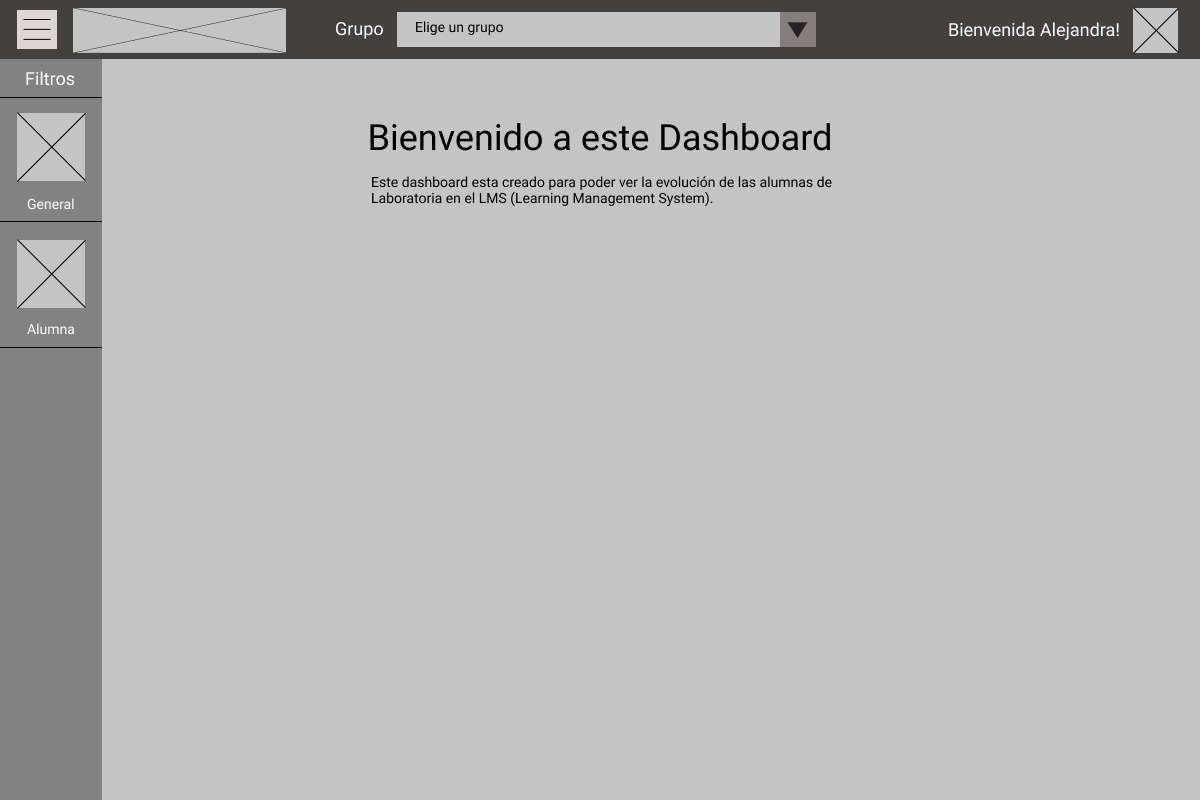 Grupo
Elige un grupo
Bienvenida Alejandra!
Filtros
General
Alumna
Bienvenido a este Dashboard
Este dashboard esta creado para poder ver la evolución de las alumnas de
Laboratoria en el LMS (Learning Management System).